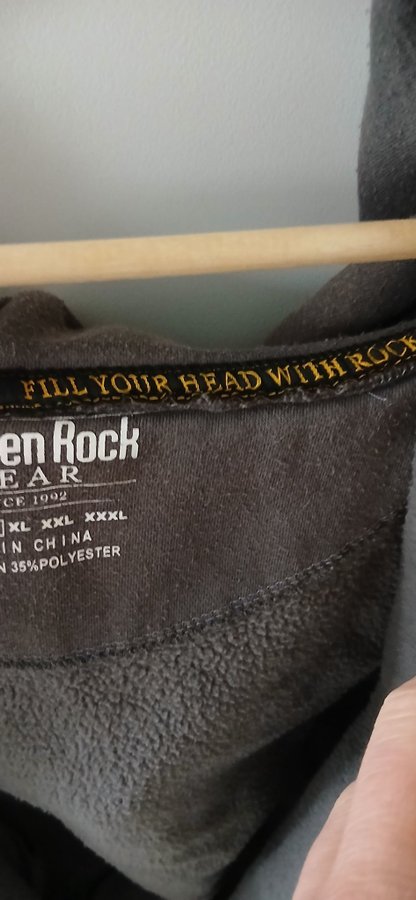 FILL YOUR HEAD WITH ROCK
en Rock
EAR
CE 1992
XL XXL XXXL
IN CHINA
N 35%POLYESTER